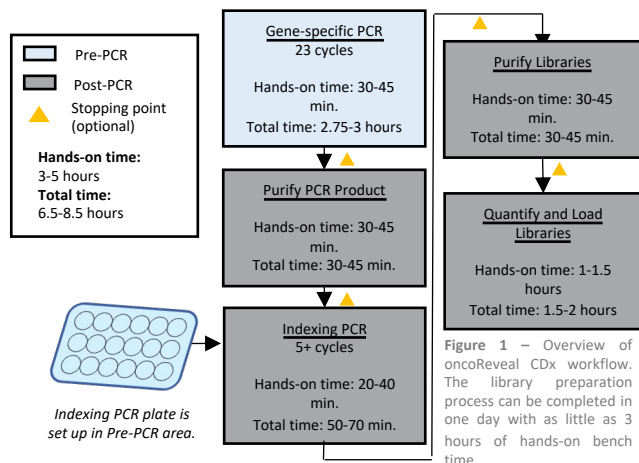 Pre-PCR
Post-PCR
Stopping point
(optional)
Hands-on time:
3-5 hours
Total time:
6.5-8.5 hours
Gene-specific PCR
23 cycles
Hands-on time: 30-45
min.
Total time: 2.75-3 hours
Purify PCR Product
Hands-on time: 30-45
min.
Total time: 30-45 min.
Indexing PCR
5+ cycles
Hands-on time: 20-40
min.
Total time: 50-70 min.
Indexing PCR plate is
set up in Pre-PCR area.
Purify Libraries
Hands-on time: 30-45
min.
Total time: 30-45 min.
Quantify and Load
Libraries
Hands-on time: 1-1.5
hours
Total time: 1.5-2 hours
Figure 1 – Overview of
oncoReveal CDx workflow.
The library preparation
process can be completed in
one day with as little as 3
hours of hands-on bench
time